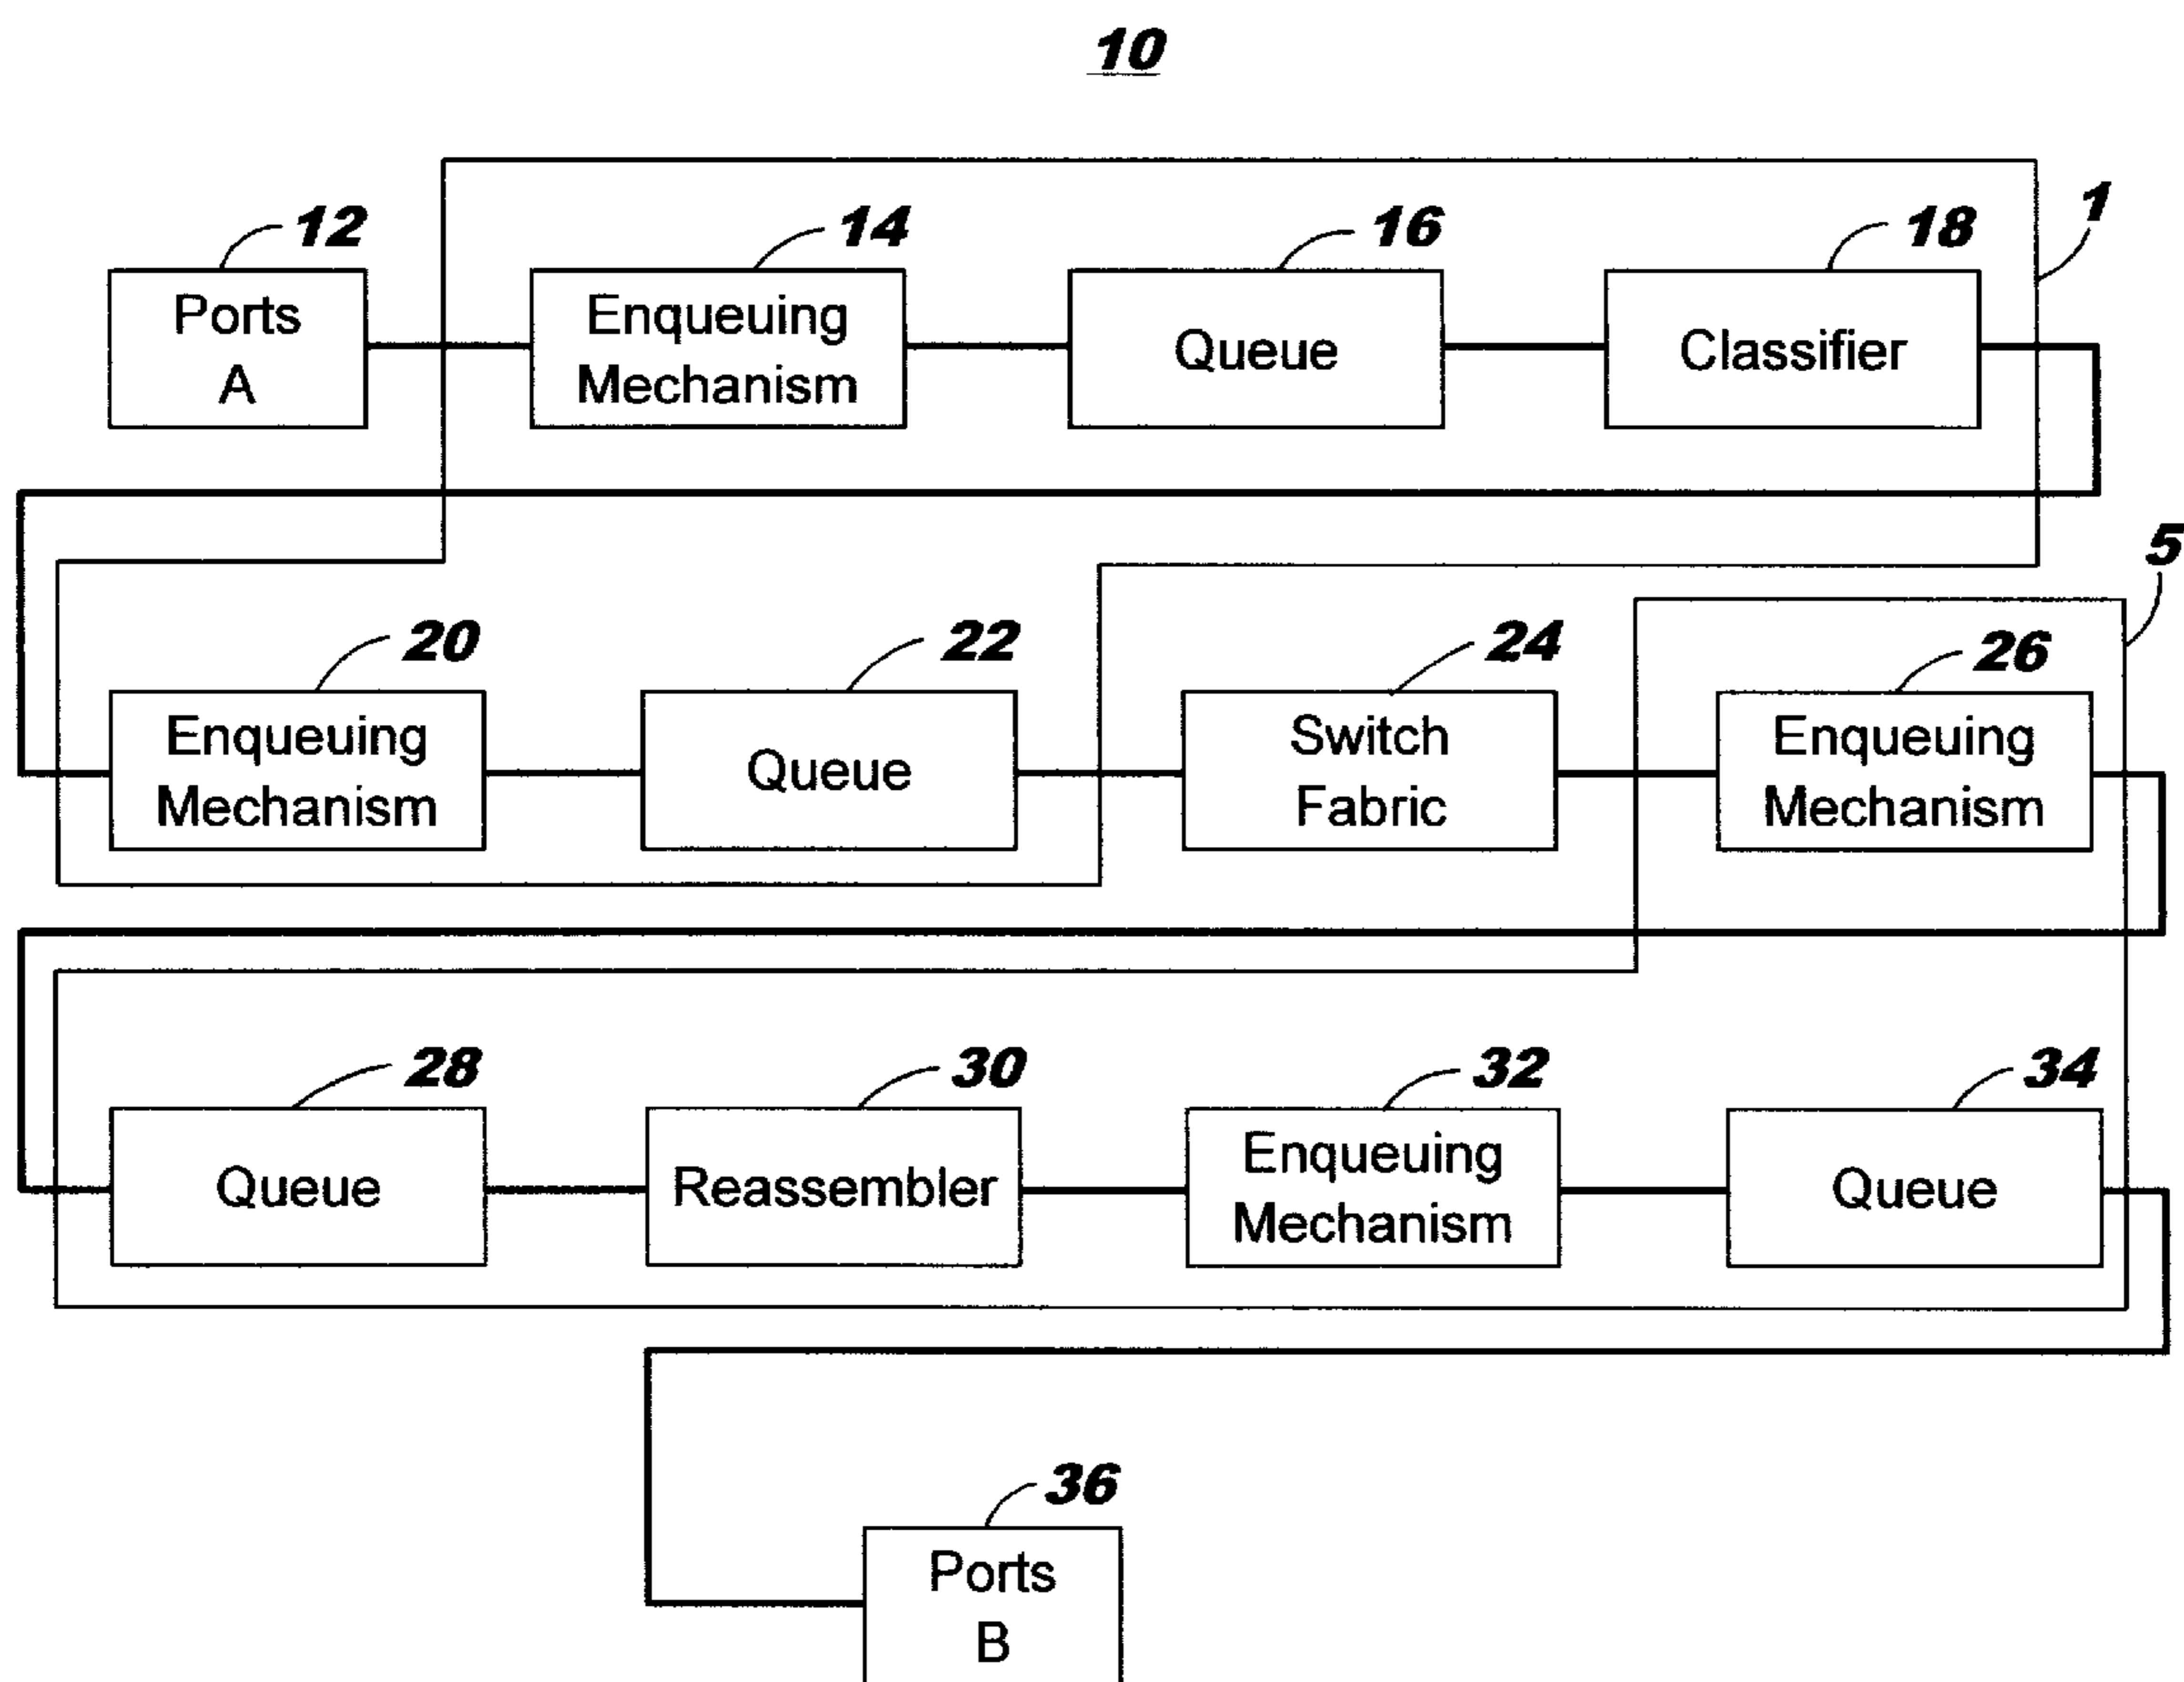 10
1
12
14
16
18
Ports
A
Enqueuing
Mechanism
Queue
Classifier
5
20
22
24
26
Enqueuing
Mechanism
Queue
Switch
Fabric
Enqueuing
Mechanism
28
30
32
34
Queue
Reassembler
Enqueuing
Mechanism
Queue
36
Ports
B